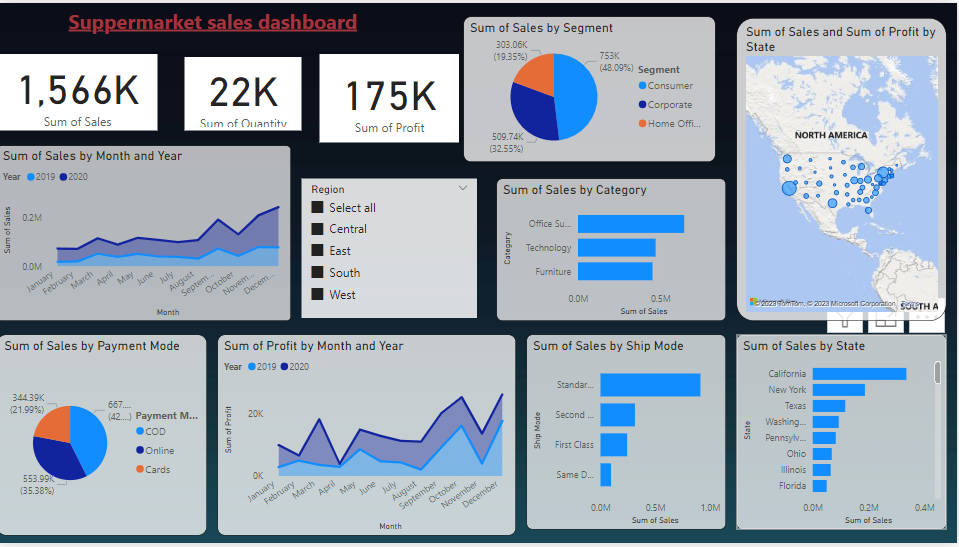 Suppermarket sales dashboard
1,566K
Sum of Sales
22K
Sum of Quantity
175K
Sum of Profit
Sum of Sales by Segment
303.06K
(19.35%)
753K
(48.09%)
509.74K
(32.55%)
Segment
Consumer
Corporate
Home Offi...
Sum of Sales and Sum of Profit by
State
NORTH AMERICA
SOUTH A
© 2023 TomTom, © 2023 Microsoft Corporation, Terms
Sum of Sales by Month and Year
Year 2019 2020
Sum of Sales
0.2M
0.0M
January
February
March
April
May
June
July
August
Septem...
October
Novem...
Decem...
Month
Region
Select all
Central
East
South
West
Sum of Sales by Category
Category
Office Su...
Technology
Furniture
0.0M 0.5M
Sum of Sales
Sum of Sales by Payment Mode
344.39K
(21.99%)
667....
(42....)
553.99K
(35.38%)
Payment M...
COD
Online
Cards
Sum of Profit by Month and Year
Year 2019 2020
Sum of Profit
20K
0K
January
February
March
April
May
June
July
August
September
October
November
December
Month
Sum of Sales by Ship Mode
Ship Mode
Standar...
Second ...
First Class
Same D...
0.0M 0.5M 1.0M
Sum of Sales
Sum of Sales by State
State
California
New York
Texas
Washing...
Pennsylv...
Ohio
Illinois
Florida
0.0M 0.2M 0.4M
Sum of Sales